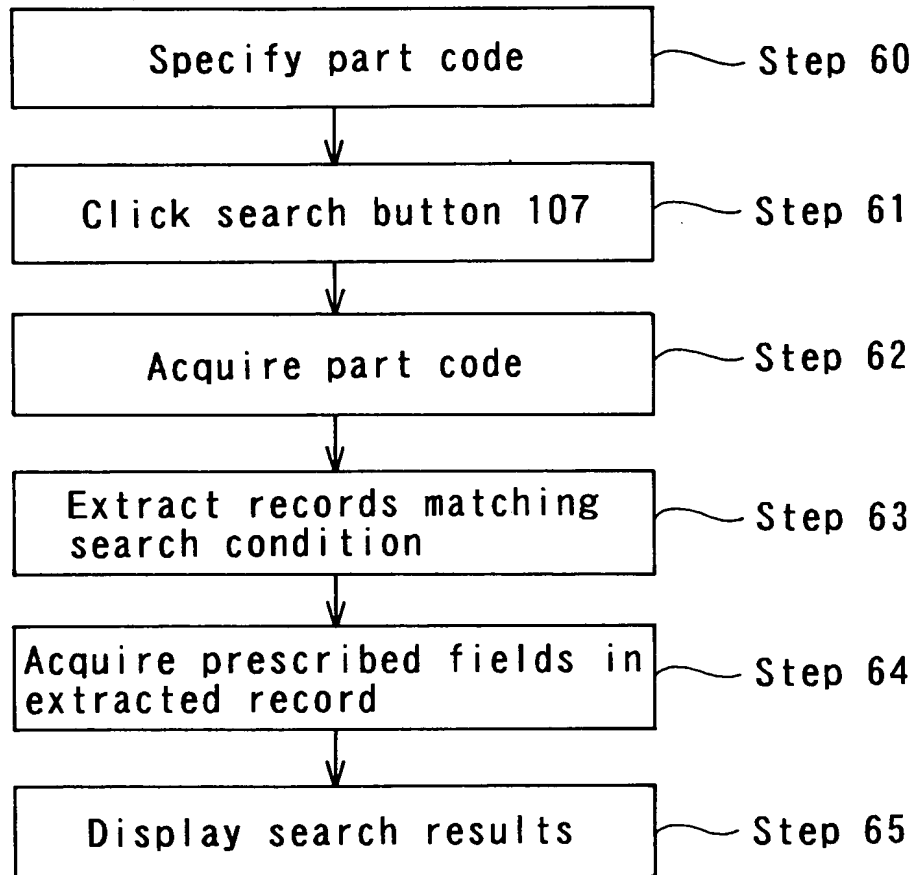 Specify part code
Step 60
Click search button 107
Step 61
Acquire part code
Step 62
Extract records matching
search condition
Step 63
Acquire prescribed fields in
extracted record
Step 64
Display search results
Step 65